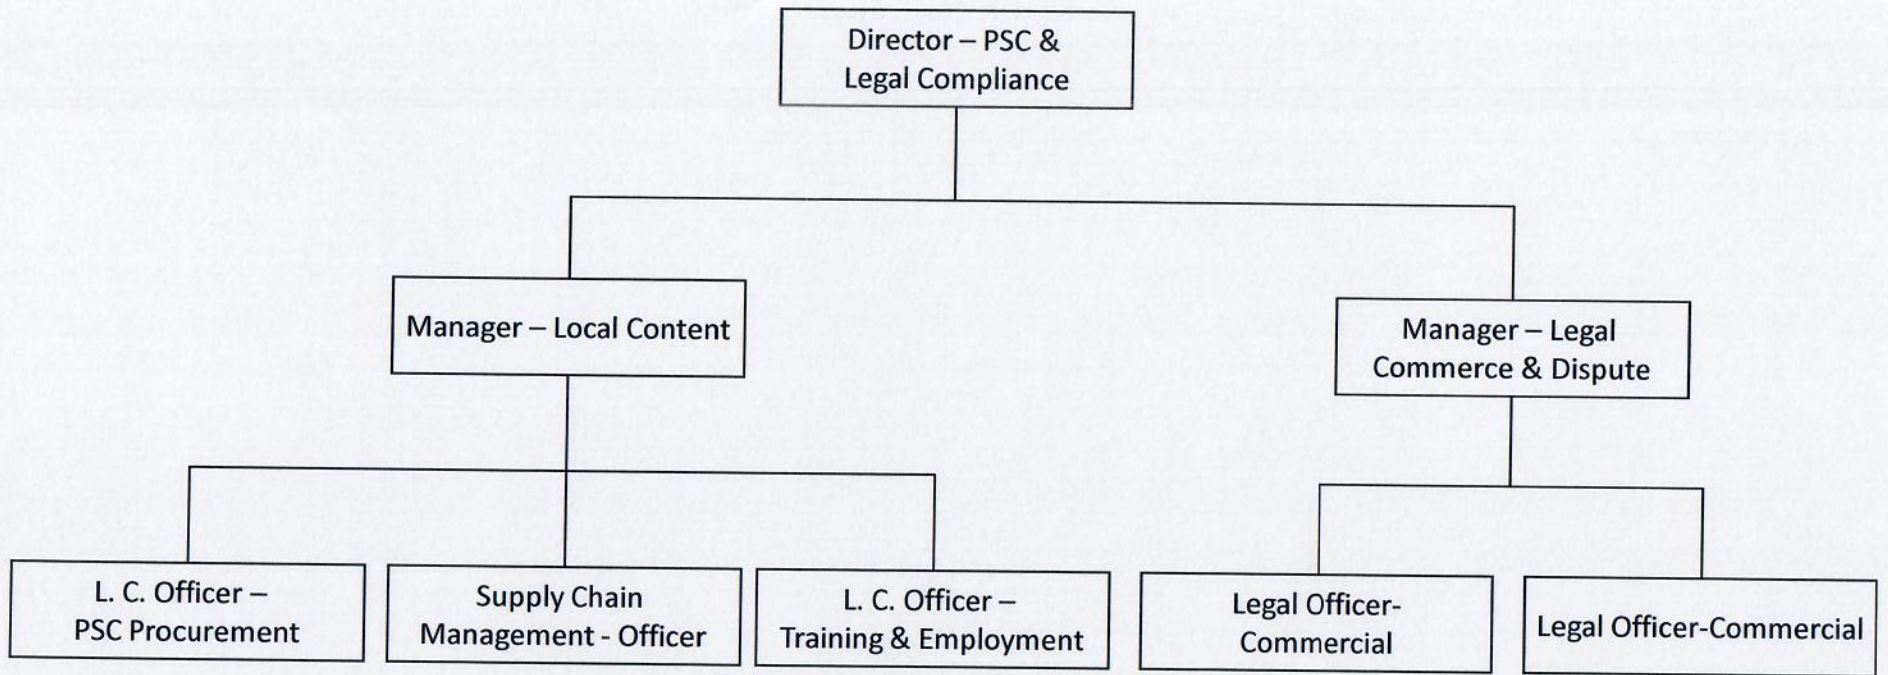 Director – PSC &
Legal Compliance
Manager – Local Content
Manager – Legal
Commerce & Dispute
L. C. Officer –
PSC Procurement
Supply Chain
Management - Officer
L. C. Officer –
Training & Employment
Legal Officer-
Commercial
Legal Officer-Commercial